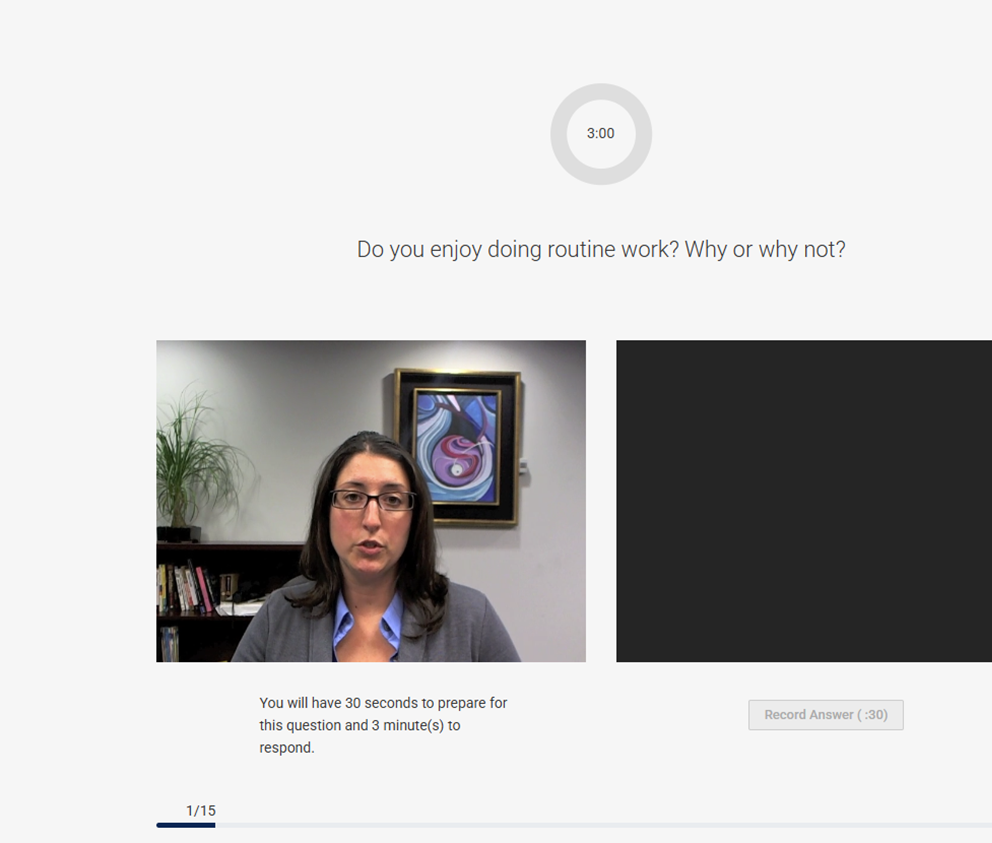 3:00
Do you enjoy doing routine work? Why or why not?
You will have 30 seconds to prepare for
this question and 3 minute(s) to
respond.
Record Answer ( :30)
1/15